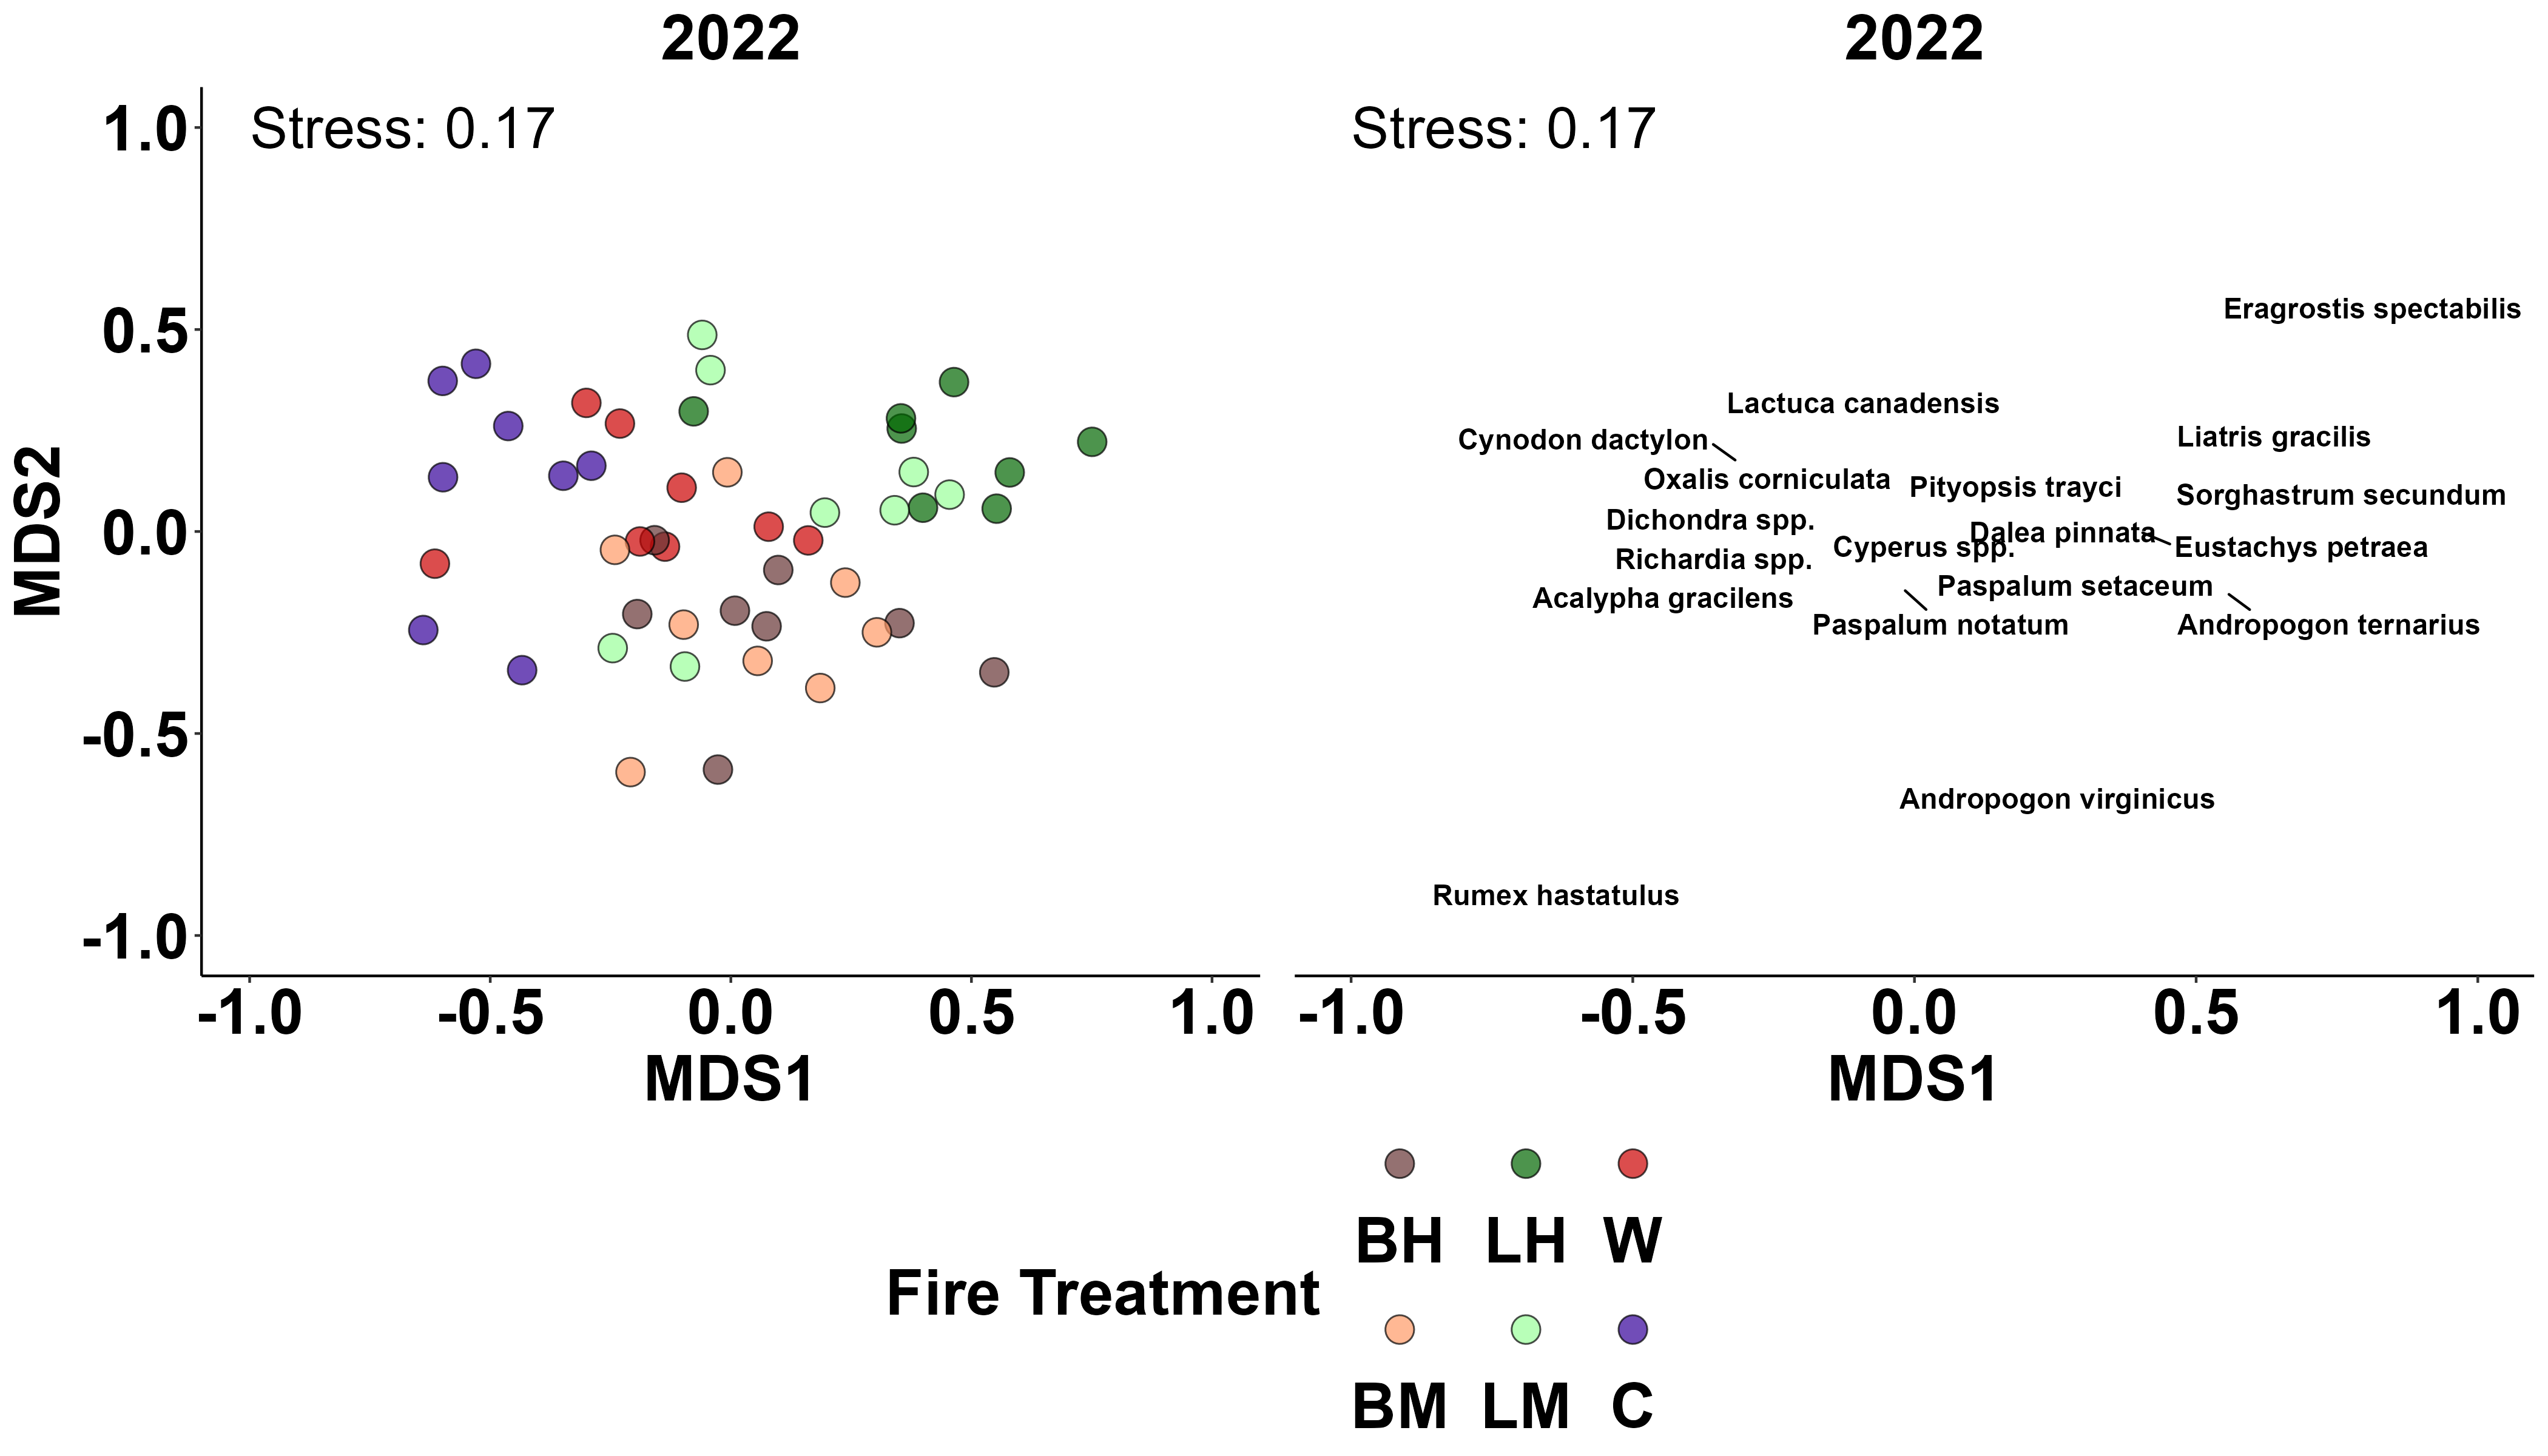 2022
Stress: 0.17
1.0
0.5
0.0
-0.5
-1.0
MDS2
-1.0 -0.5 0.0 0.5 1.0
MDS1
2022
Stress: 0.17
Eragrostis spectabilis
Lactuca canadensis
Cynodon dactylon
Liatris gracilis
Oxalis corniculata
Pityopsis trayci
Sorghastrum secundum
Dichondra spp.
Dalea pinnata
Cyperus spp.
Eustachys petraea
Richardia spp.
Paspalum setaceum
Acalypha gracilens
Paspalum notatum
Andropogon ternarius
Andropogon virginicus
Rumex hastatulus
-1.0 -0.5 0.0 0.5 1.0
MDS1
Fire Treatment
BH LH W
BM LM C